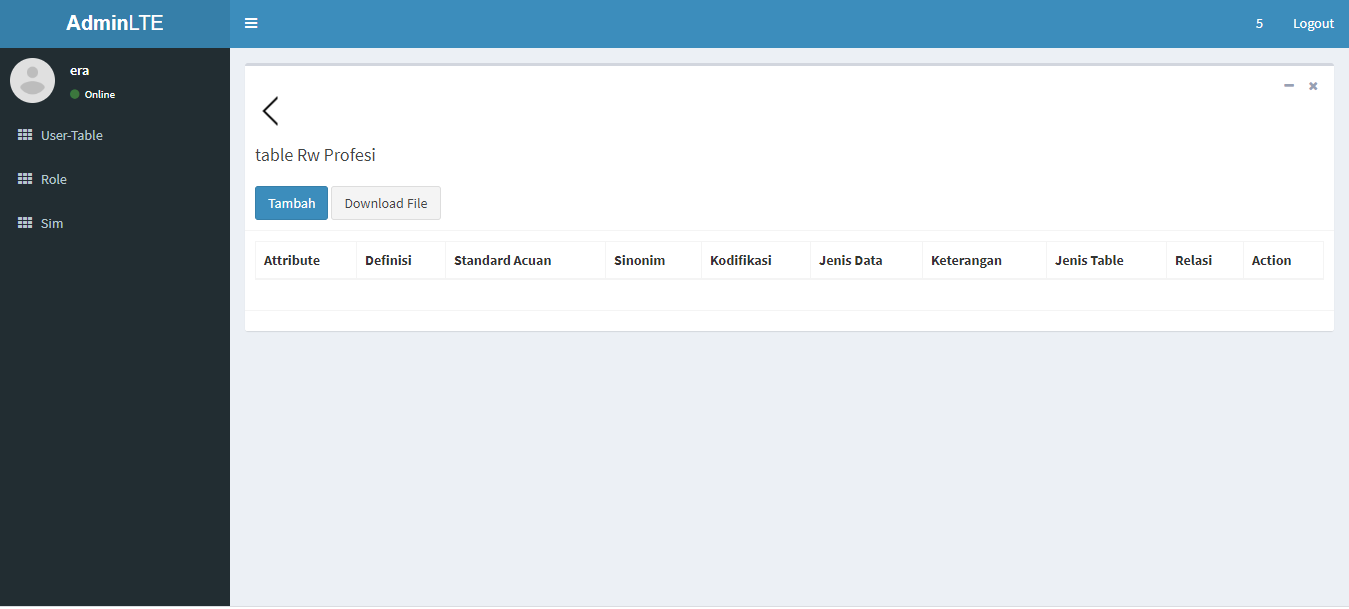 AdminLTE
5 Logout
era
Online
User-Table
Role
Sim
table Rw Profesi
Tambah Download File
Attribute Definisi Standard Acuan Sinonim Kodifikasi Jenis Data Keterangan Jenis Table Relasi Action